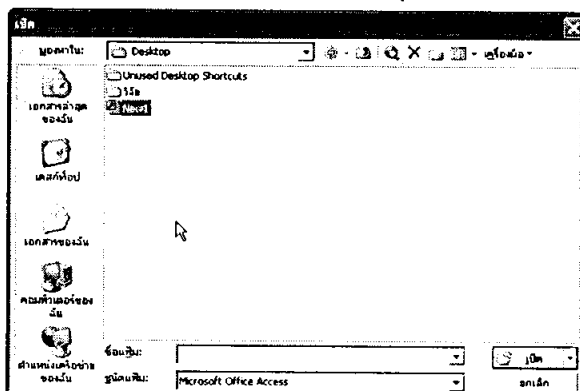 เปิด
มองหาใน: Desktop เครื่องมือ
Unused Desktop Shortcuts
วิจัย
เอกสารล่าสุด
ของฉัน
เดสก์ท็อป
เอกสารของฉัน
คอมพิวเตอร์ของ
ฉัน
ตำแหน่งเครือข่าย
ของฉัน
ชื่อแฟ้ม: เปิด
ชนิดแฟ้ม: Microsoft Office Access ยกเลิก